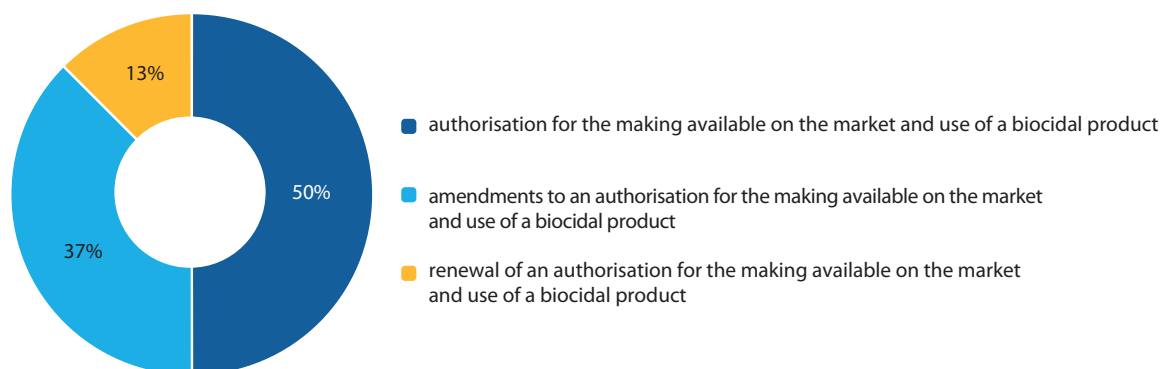 13%
50%
37%
authorisation for the making available on the market and use of a biocidal product
amendments to an authorisation for the making available on the market
and use of a biocidal product
renewal of an authorisation for the making available on the market
and use of a biocidal product